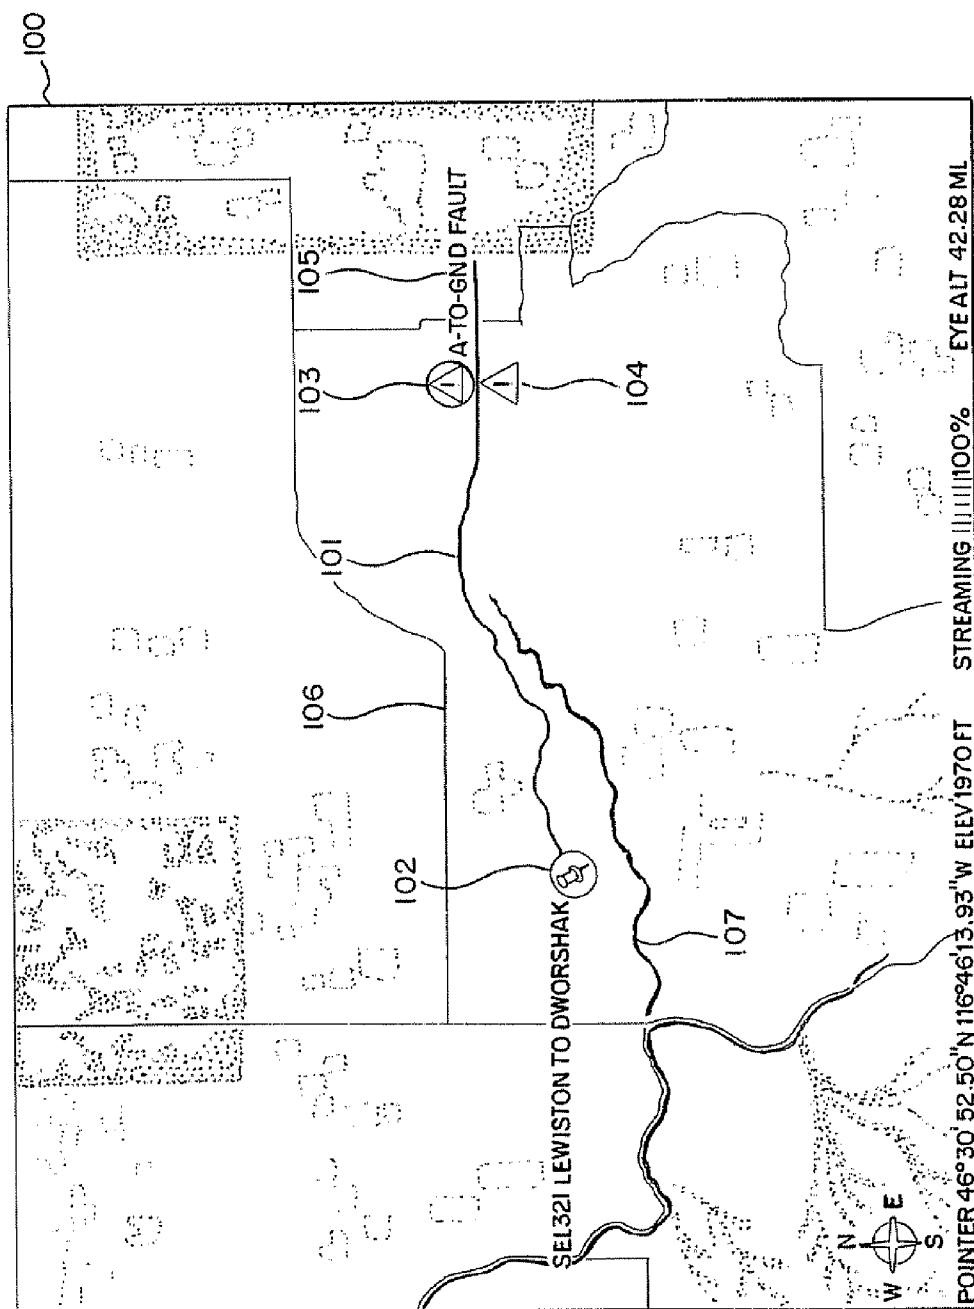 100
105
103
A-TO-GND FAULT
101
104
106
102
SEL321 LEWISTON TO DWORSHAK
107
N
W E
S
POINTER 46°30' 52.50"N 116°46'13.93"W ELEV 1970 FT STREAMING ||||||||100% EYE ALT 42.28 ML